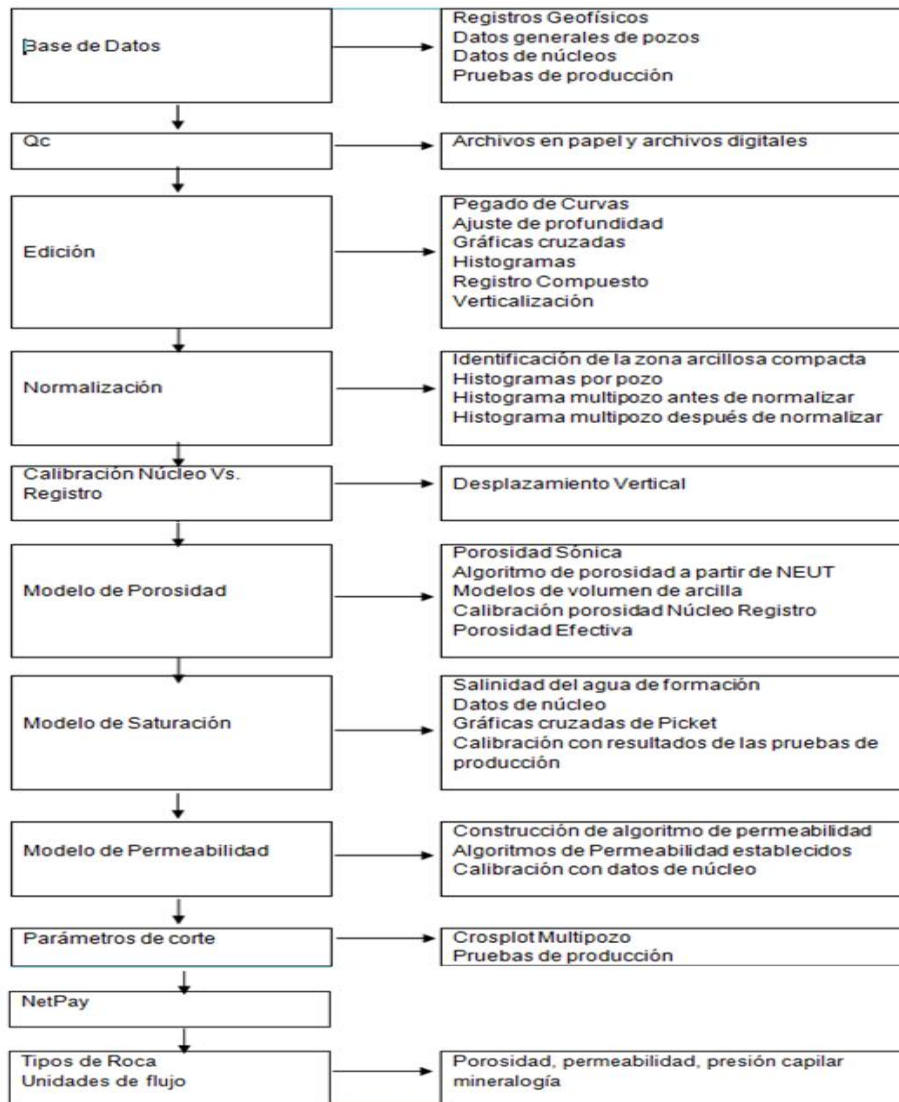 Base de Datos
Registros Geofísicos
Datos generales de pozos
Datos de núcleos
Pruebas de producción
Qc
Archivos en papel y archivos digitales
Edición
Pegado de Curvas
Ajuste de profundidad
Gráficas cruzadas
Histogramas
Registro Compuesto
Verticalización
Normalización
Identificación de la zona arcillosa compacta
Histogramas por pozo
Histograma multipozo antes de normalizar
Histograma multipozo después de normalizar
Calibración Núcleo Vs.
Registro
Desplazamiento Vertical
Modelo de Porosidad
Porosidad Sónica
Algoritmo de porosidad a partir de NEUT
Modelos de volumen de arcilla
Calibración porosidad Núcleo Registro
Porosidad Efectiva
Modelo de Saturación
Salinidad del agua de formación
Datos de núcleo
Gráficas cruzadas de Picket
Calibración con resultados de las pruebas de
producción
Modelo de Permeabilidad
Construcción de algoritmo de permeabilidad
Algoritmos de Permeabilidad establecidos
Calibración con datos de núcleo
Parámetros de corte
Crosplot Multipozo
Pruebas de producción
NetPay
Tipos de Roca
Unidades de flujo
Porosidad, permeabilidad, presión capilar
mineralogía